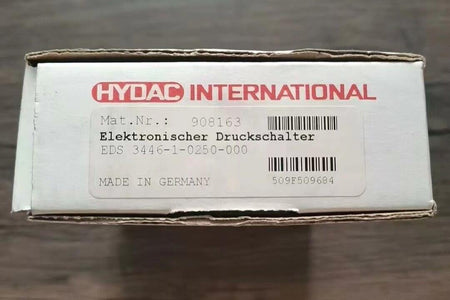 HYDAC INTERNATIONAL
Mat.Nr.: 908163
Elektronischer Druckschalter
EDS 3446-1-0250-000
MADE IN GERMANY
509F509684